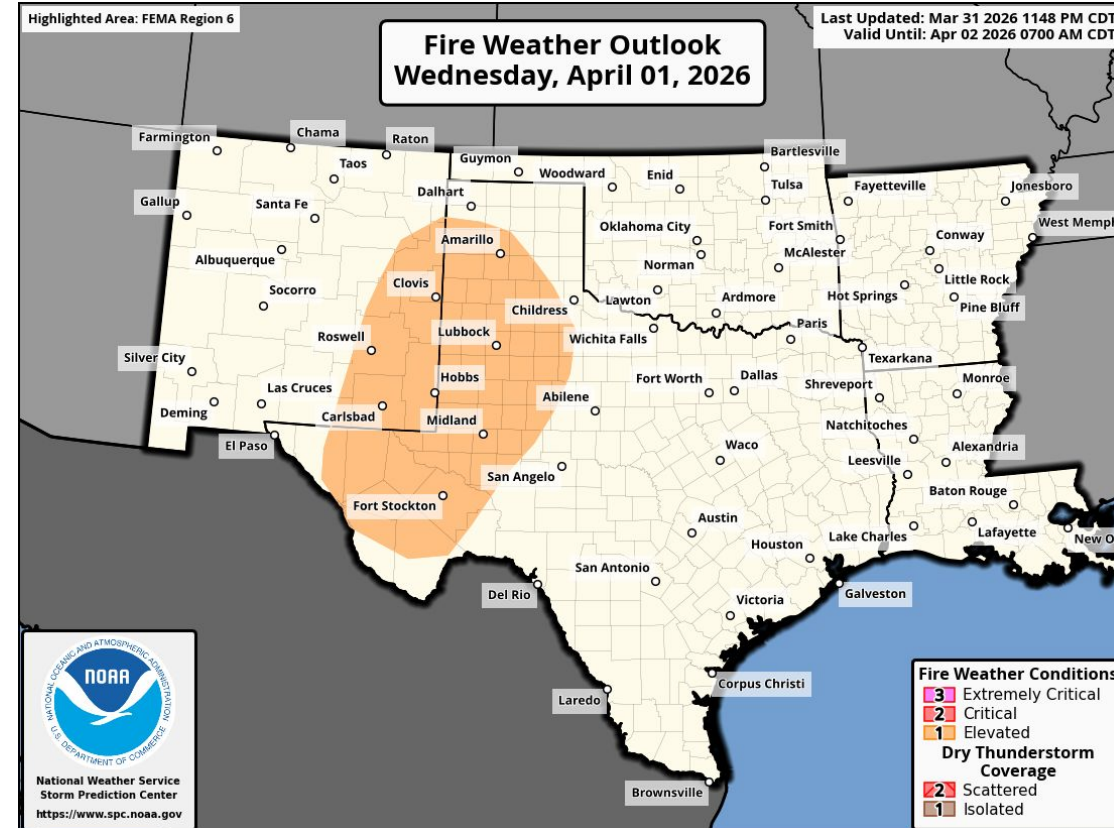 Highlighted Area: FEMA Region 6
Last Updated: Mar 31 2026 1148 PM CDT
Valid Until: Apr 02 2026 0700 AM CDT
Fire Weather Outlook
Wednesday, April 01, 2026
Farmington
Chama
Raton
Taos
Guymon
Woodward
Enid
Bartlesville
Tulsa
Fayetteville
Jonesboro
Gallup
Santa Fe
Dalhart
Albuquerque
Amarillo
Oklahoma City
Norman
Fort Smith
McAlester
Conway
West Memp
Little Rock
Socorro
Clovis
Childress
Lawton
Ardmore
Hot Springs
Pine Bluff
Roswell
Lubbock
Wichita Falls
Paris
Texarkana
Silver City
Las Cruces
Hobbs
Fort Worth
Dallas
Shreveport
Monroe
Deming
Carlsbad
Midland
Abilene
Natchitoches
El Paso
San Angelo
Waco
Leesville
Alexandria
Fort Stockton
Baton Rouge
Austin
Houston
Lake Charles
Lafayette
New O
San Antonio
Del Rio
Galveston
Victoria
Corpus Christi
Laredo
Brownsville
NATIONAL OCEANIC AND ATMOSPHERIC ADMINISTRATION
NOAA
U.S. DEPARTMENT OF COMMERCE
National Weather Service
Storm Prediction Center
https://www.spc.noaa.gov
Fire Weather Conditions
3 Extremely Critical
2 Critical
1 Elevated
Dry Thunderstorm
Coverage
2 Scattered
1 Isolated